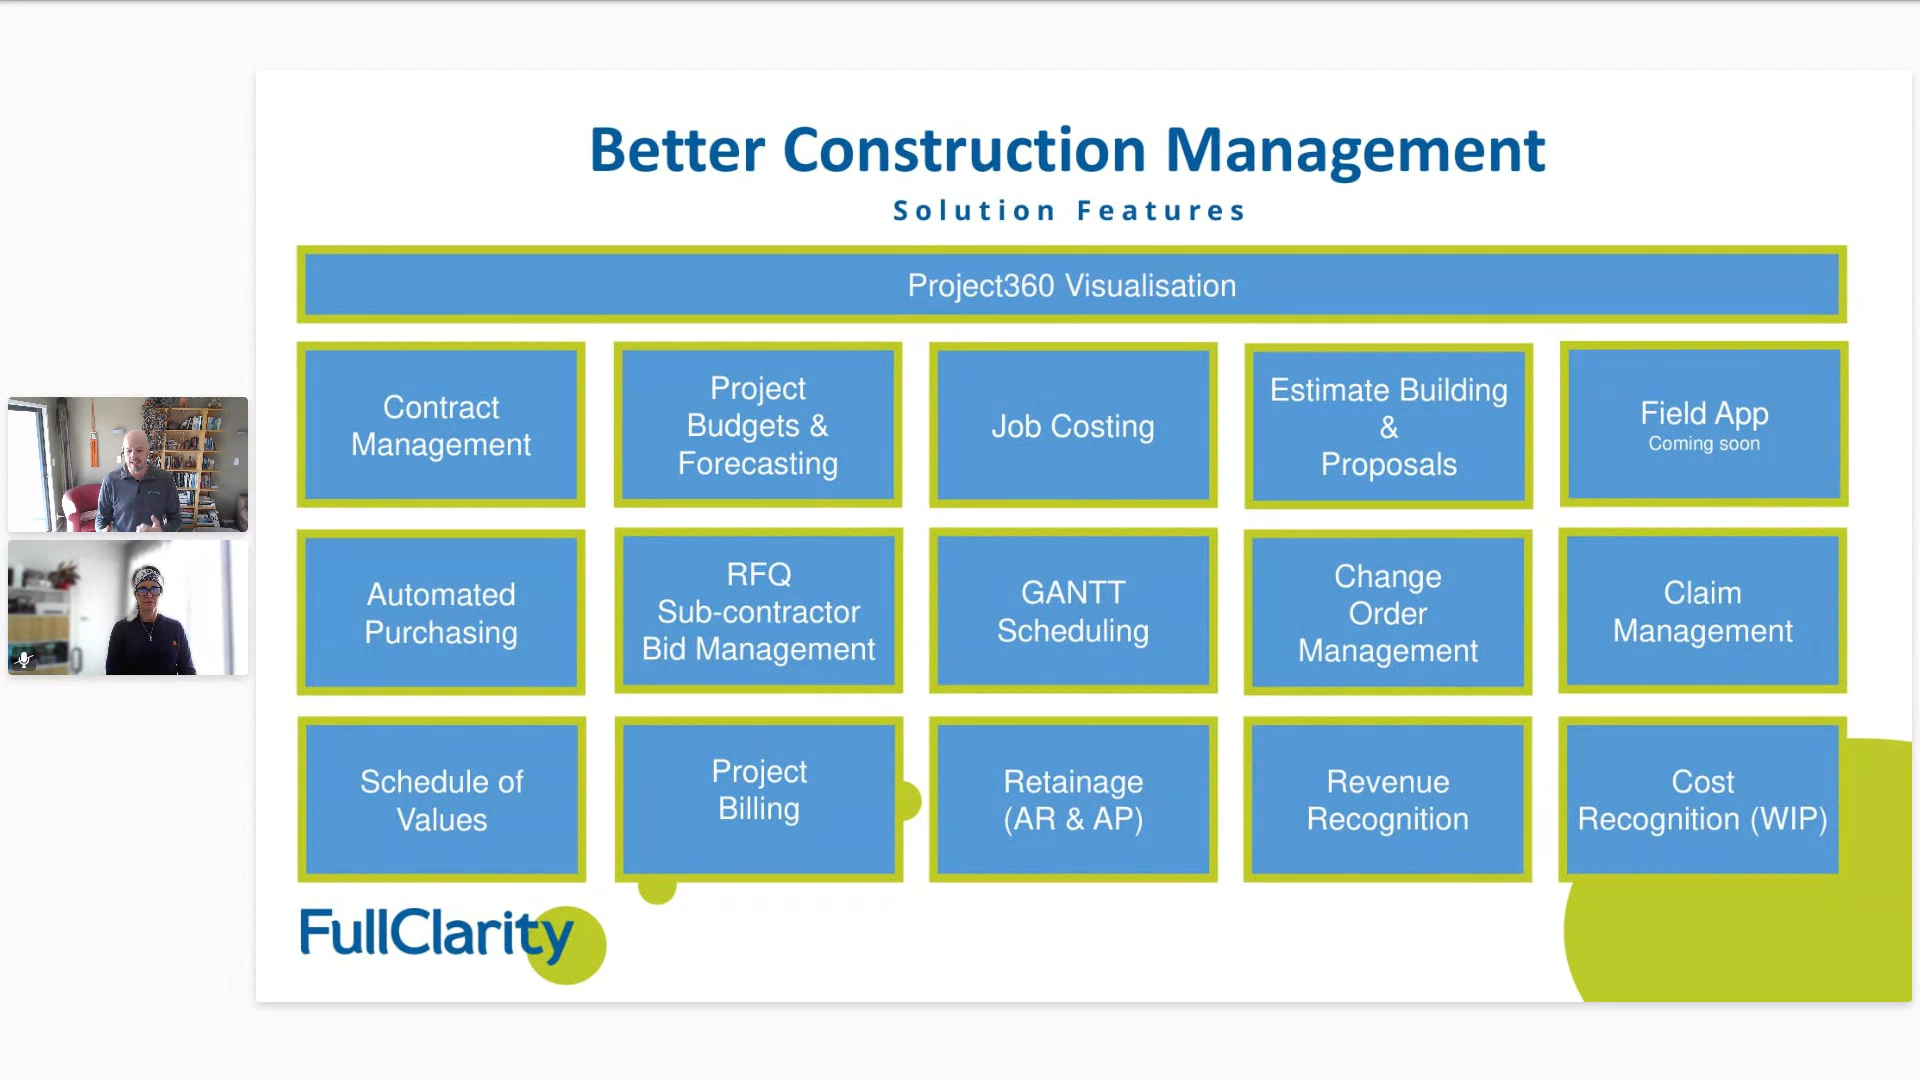 Better Construction Management
Solution Features
Project360 Visualisation
Contract
Management
Project
Budgets &
Forecasting
Job Costing
Estimate Building
&
Proposals
Field App
Coming soon
Automated
Purchasing
RFQ
Sub-contractor
Bid Management
GANTT
Scheduling
Change
Order
Management
Claim
Management
Schedule of
Values
Project
Billing
Retainage
(AR & AP)
Revenue
Recognition
Cost
Recognition (WIP)
FullClarity